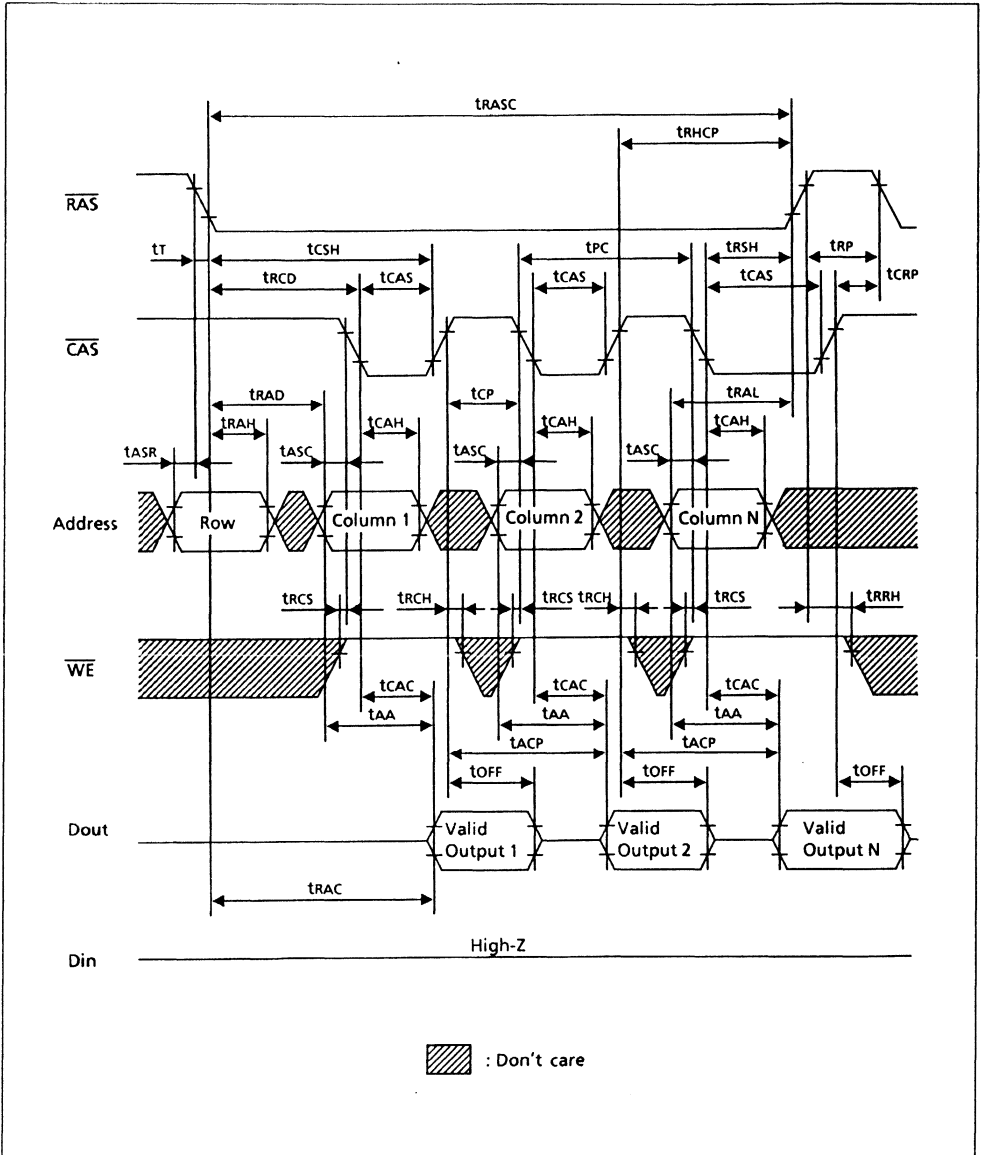 tRASC
tRHCP
RAS
tT
tCSH
tPC
tRSH
tRP
tRCD
tCAS
tCAS
tCAS
tCRP
CAS
tRAD
tCP
tRAL
tRAH
tCAH
tCAH
tCAH
tASR
tASC
tASC
tASC
Address
Row
Column 1
Column 2
Column N
tRCS
tRCH
tRCS
tRCH
tRCS
tRRH
WE
tCAC
tCAC
tCAC
tAA
tAA
tAA
tACP
tACP
tOFF
tOFF
tOFF
Dout
Valid
Output 1
Valid
Output 2
Valid
Output N
tRAC
High-Z
Din
: Don't care